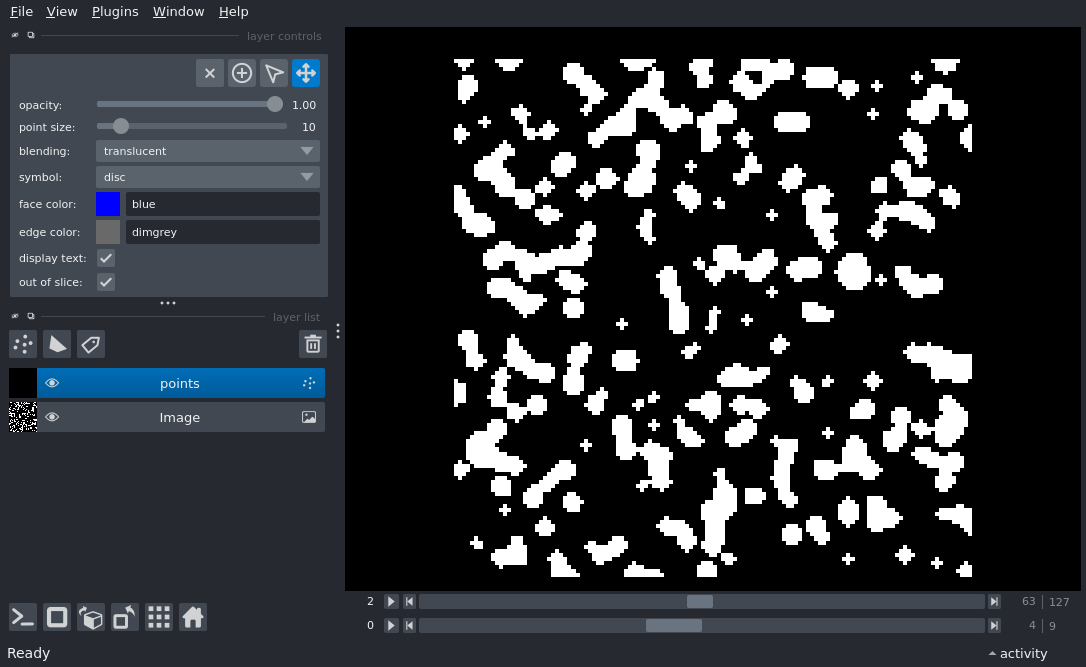 File View Plugins Window Help
layer controls
opacity: 1.00
point size: 10
blending: translucent
symbol: disc
face color: blue
edge color: dimgrey
display text:
out of slice:
layer list
points
Image
2 63 127
0 4 9
Ready activity